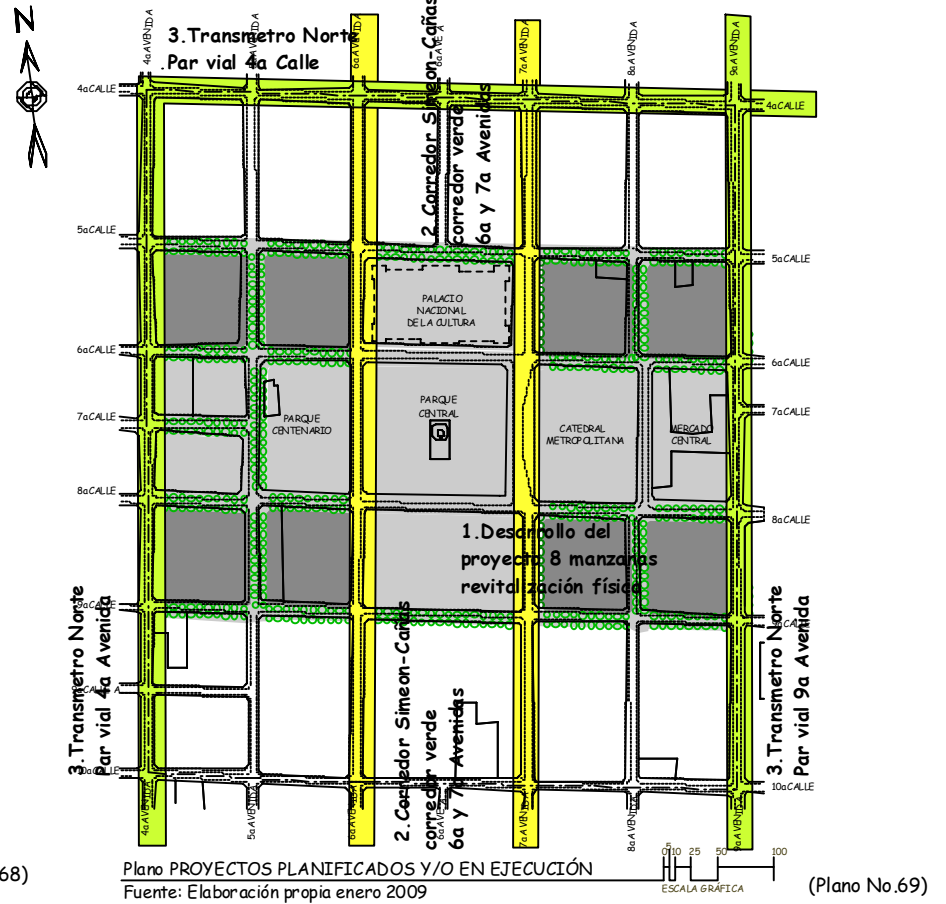 N
4a AVENIDA
5a AVENIDA
6a AVENIDA
6a AVE A
7a AVENIDA
8a AVENIDA
9a AVENIDA
3.Transmetro Norte
Par vial 4a Calle
2.Corredor Simeon-Cañas
corredor verde
6a y 7a Avenidas
4a CALLE
4a CALLE
5a CALLE
5a CALLE
PALACIO
NACIONAL
DE LA CULTURA
6a CALLE
6a CALLE
7a CALLE
7a CALLE
PARQUE
CENTENARIO
PARQUE
CENTRAL
CATEDRAL
METROPOLITANA
MERCADO
CENTRAL
8a CALLE
8a CALLE
1.Desarrollo del
proyecto 8 manzanas
revitalización física
9a CALLE
9a CALLE
3.Transmetro Norte
Par vial 4a Avenida
2.Corredor Simeon-Cañas
corredor verde
6a y 7a Avenidas
3.Transmetro Norte
Par vial 9a Avenida
9a CALLE A
10a CALLE
10a CALLE
4a AVENIDA
5a AVENIDA
6a AVENIDA
6a AVE A
7a AVENIDA
8a AVENIDA
9a AVENIDA
68)
Plano PROYECTOS PLANIFICADOS Y/O EN EJECUCIÓN
Fuente: Elaboración propia enero 2009
0 5 10 25 50 100
ESCALA GRÁFICA
(Plano No.69)